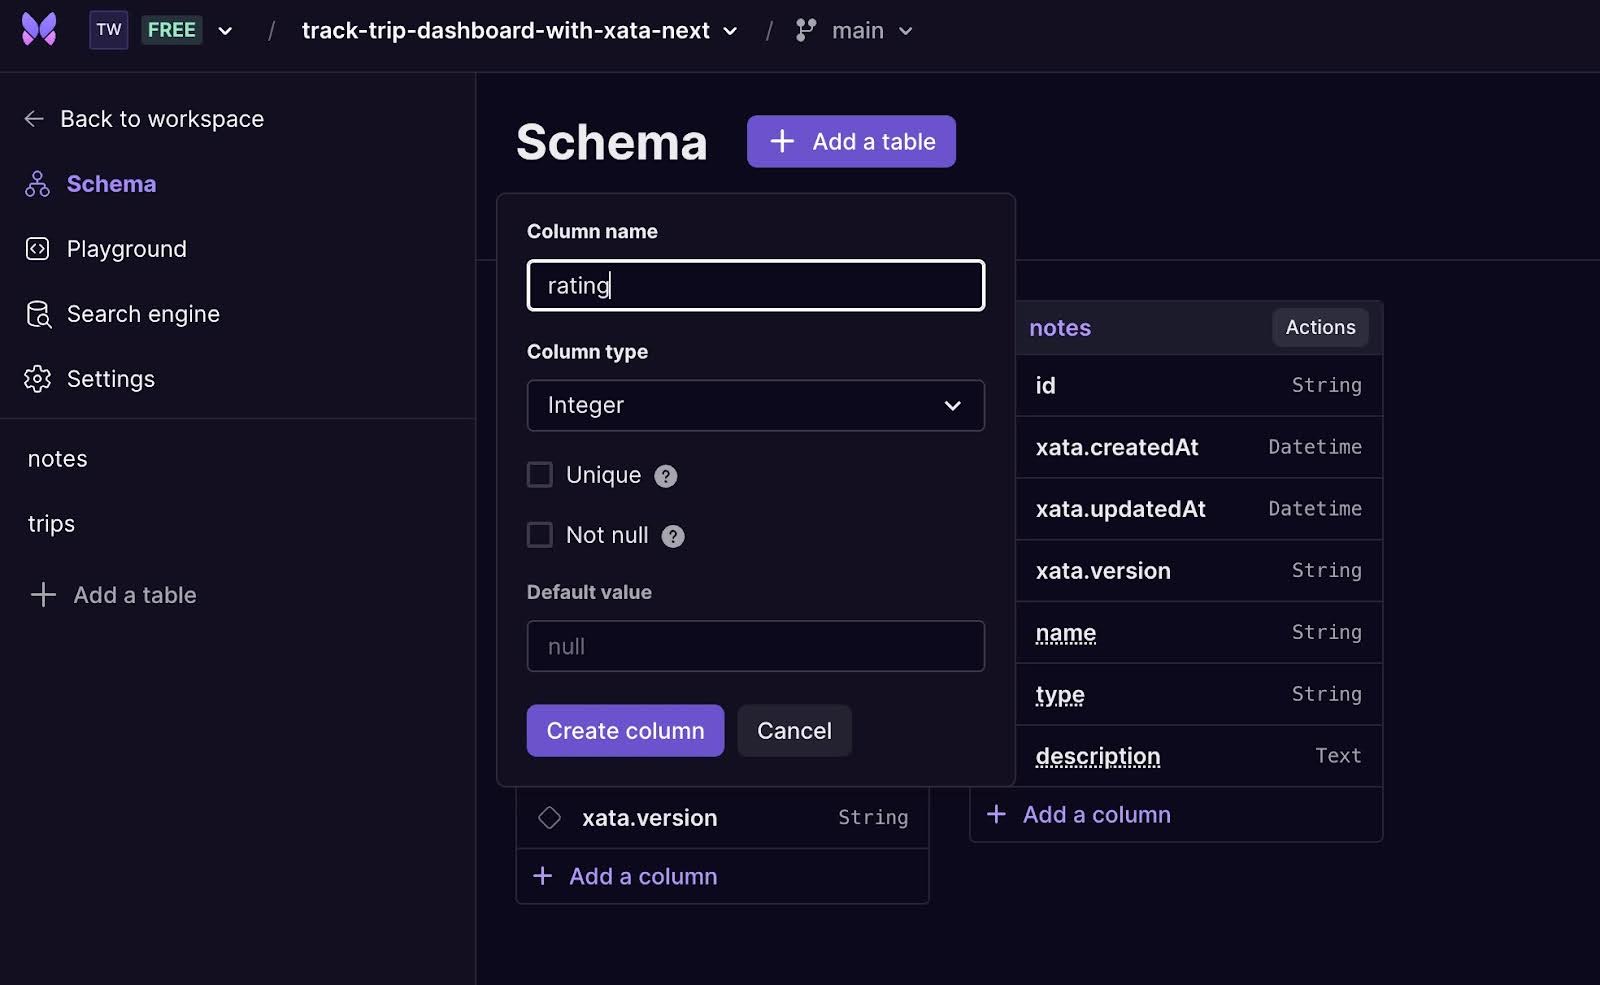 TW FREE / track-trip-dashboard-with-xata-next / main
Back to workspace
Schema
Playground
Search engine
Settings
notes
trips
Add a table
Schema
Add a table
Column name
rating
Column type
Integer
Unique ?
Not null ?
Default value
null
Create column Cancel
xata.version String
Add a column
notes Actions
id String
xata.createdAt Datetime
xata.updatedAt Datetime
xata.version String
name String
type String
description Text
Add a column